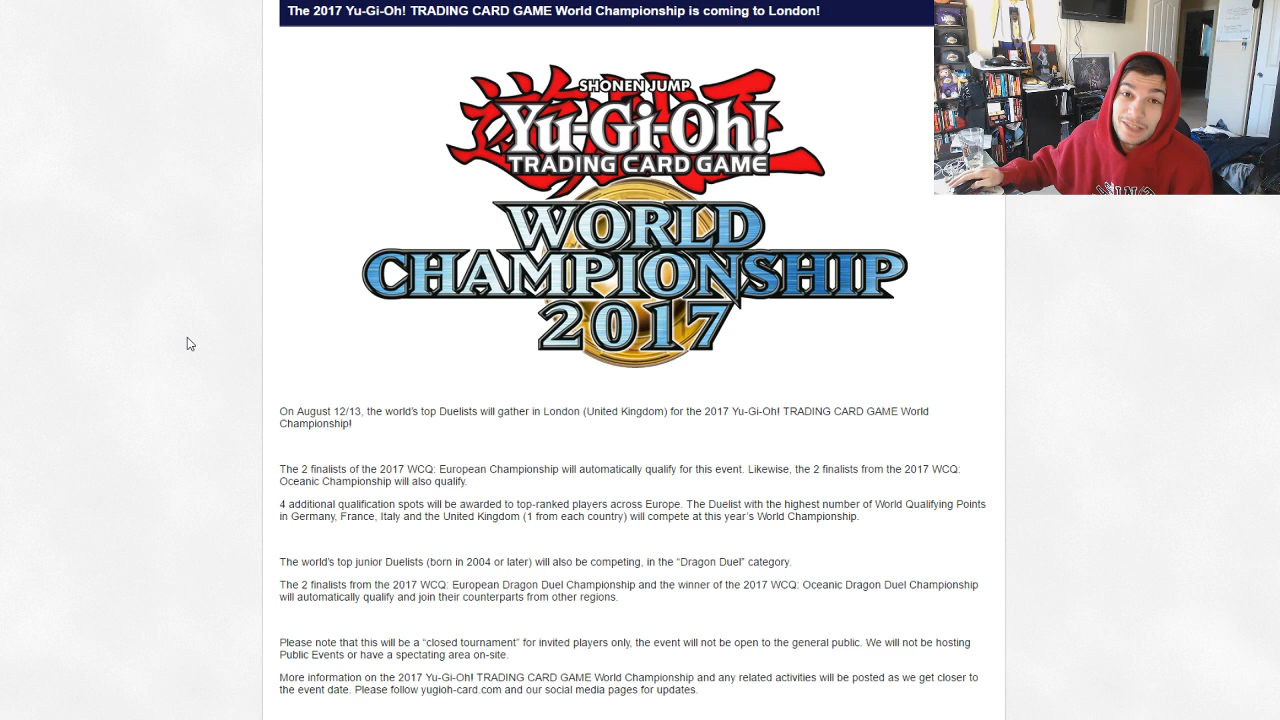 The 2017 Yu-Gi-Oh! TRADING CARD GAME World Championship is coming to London!
SHONEN JUMP
Yu-Gi-Oh!
TRADING CARD GAME
WORLD
CHAMPIONSHIP
2017
On August 12/13, the world's top Duelists will gather in London (United Kingdom) for the 2017 Yu-Gi-Oh! TRADING CARD GAME World
Championship!
The 2 finalists of the 2017 WCQ: European Championship will automatically qualify for this event. Likewise, the 2 finalists from the 2017 WCQ:
Oceanic Championship will also qualify.
4 additional qualification spots will be awarded to top-ranked players across Europe. The Duelist with the highest number of World Qualifying Points
in Germany, France, Italy and the United Kingdom (1 from each country) will compete at this year's World Championship.
The world's top junior Duelists (born in 2004 or later) will also be competing, in the “Dragon Duel” category.
The 2 finalists from the 2017 WCQ: European Dragon Duel Championship and the winner of the 2017 WCQ: Oceanic Dragon Duel Championship
will automatically qualify and join their counterparts from other regions.
Please note that this will be a “closed tournament” for invited players only, the event will not be open to the general public. We will not be hosting
Public Events or have a spectating area on-site.
More information on the 2017 Yu-Gi-Oh! TRADING CARD GAME World Championship and any related activities will be posted as we get closer to
the event date. Please follow yugioh-card.com and our social media pages for updates.